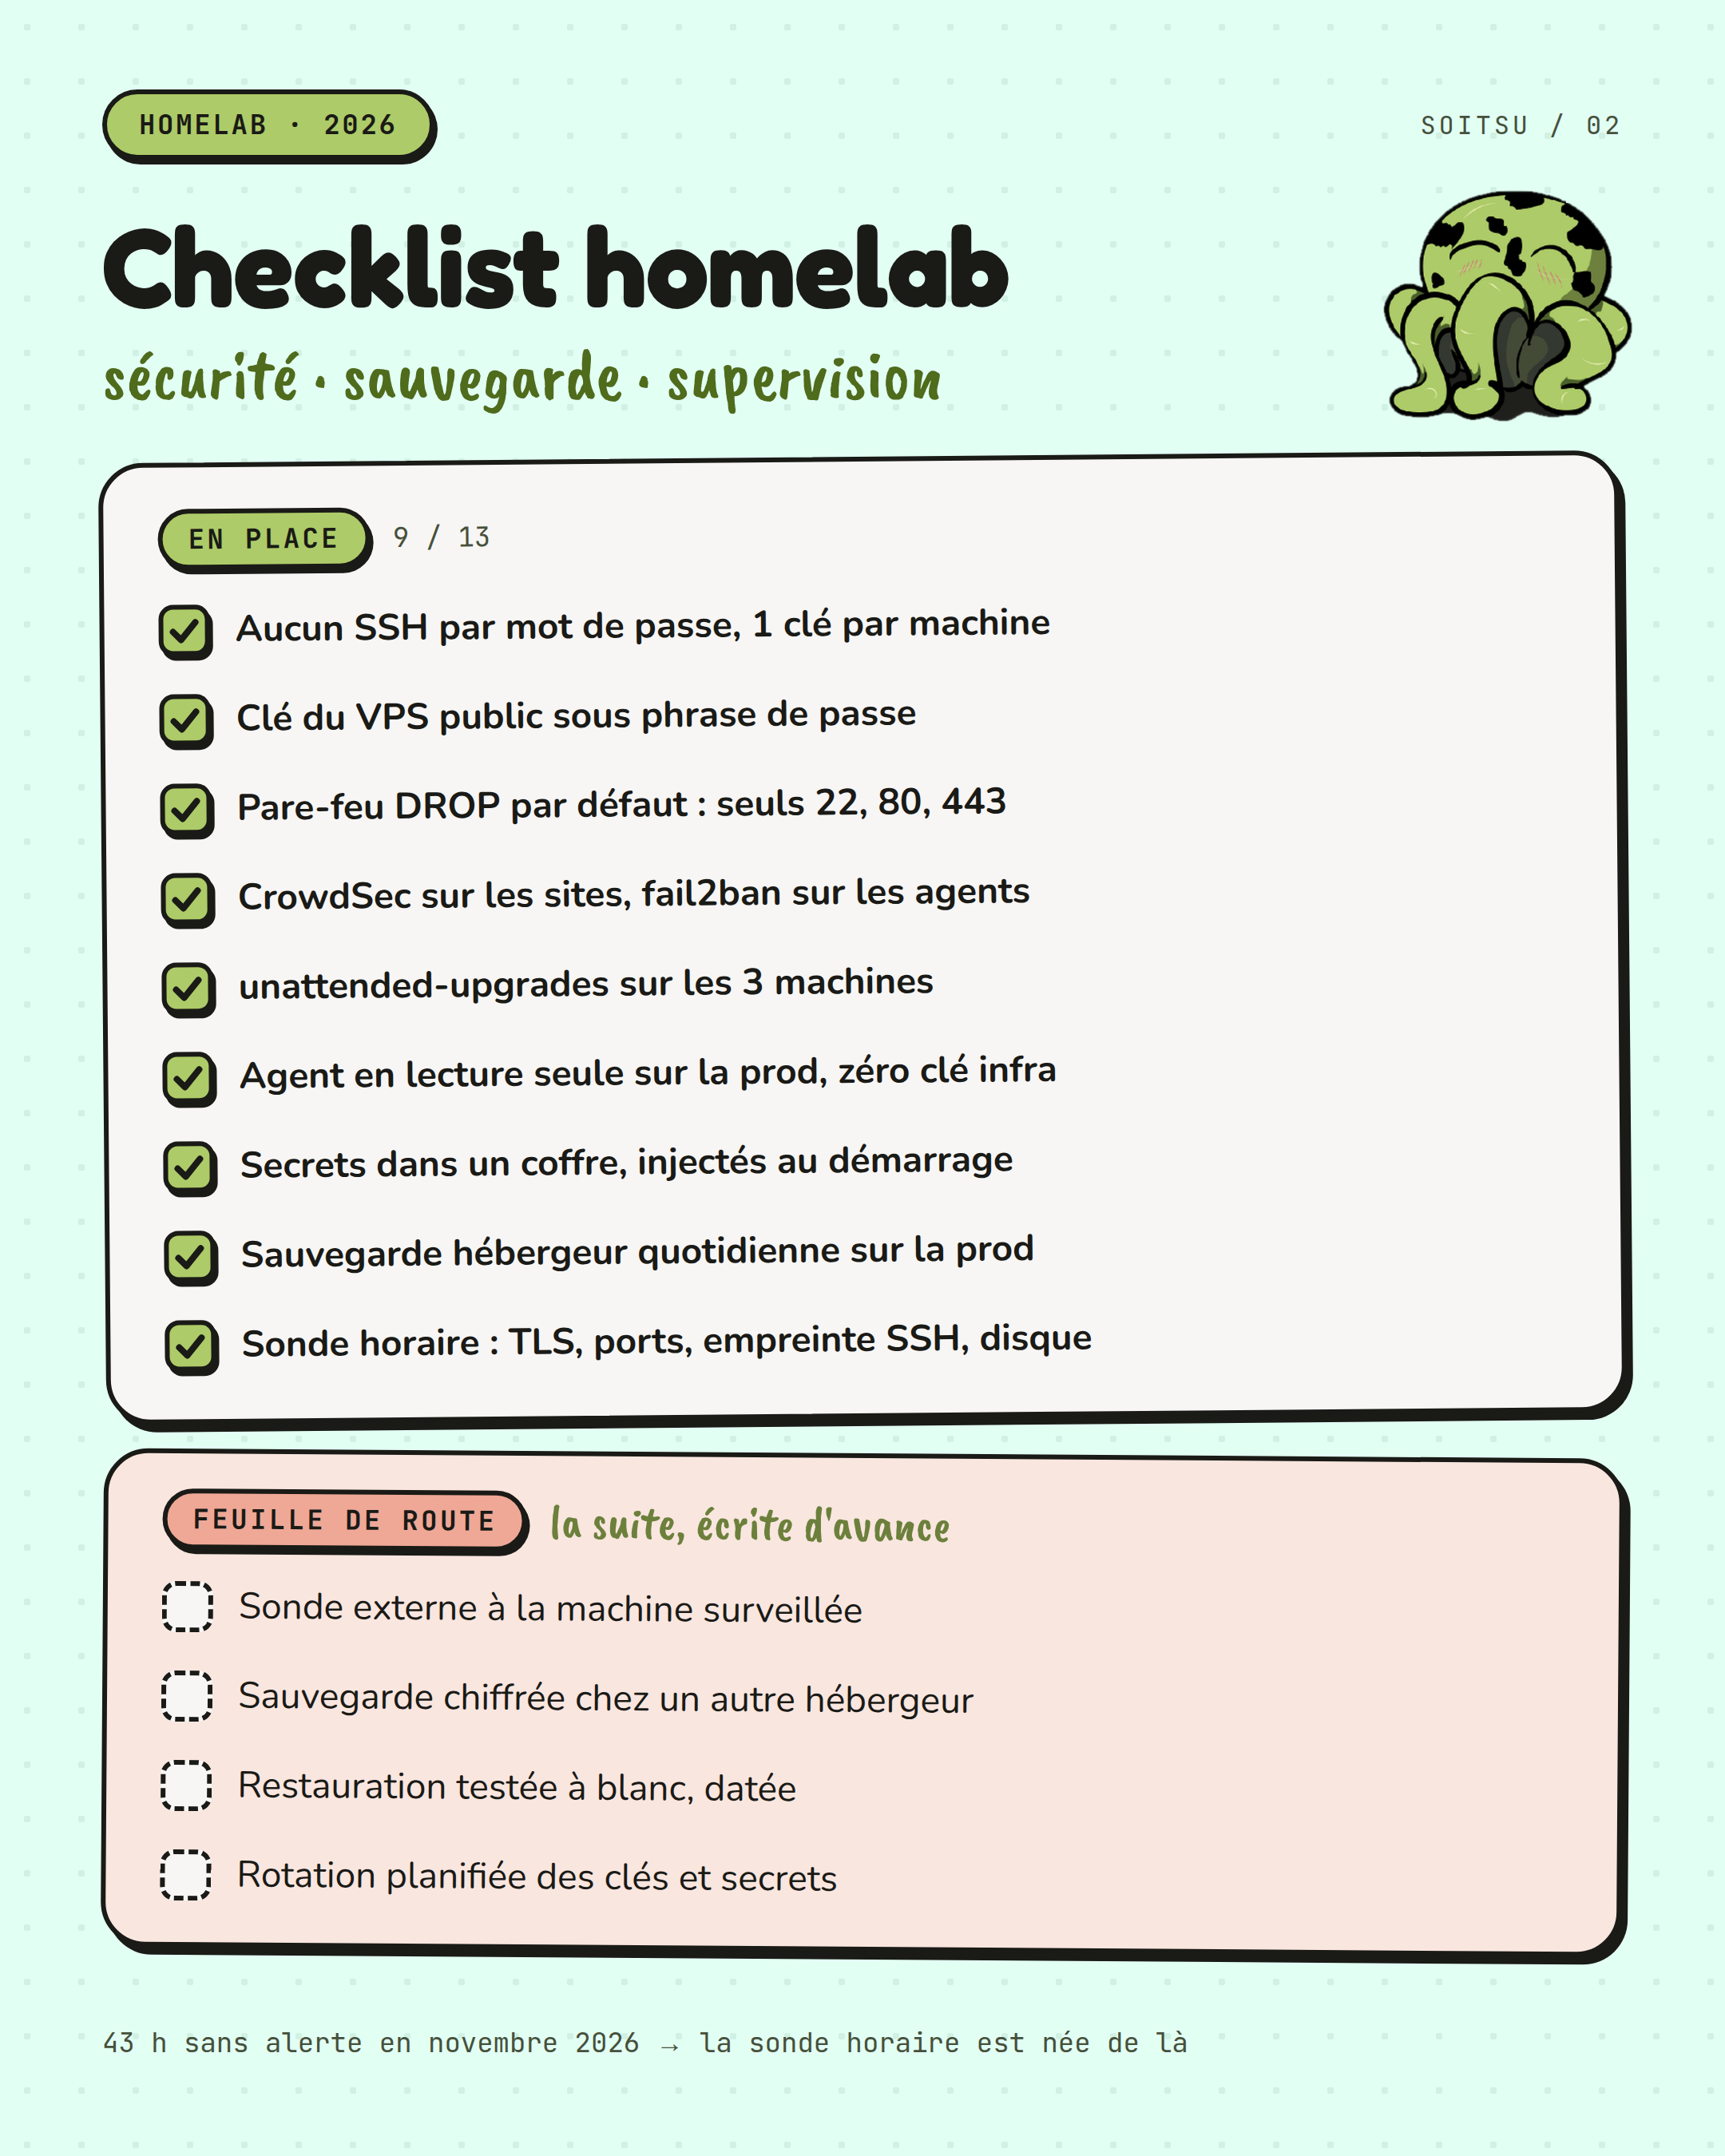 HOMELAB · 2026
SOITSU / 02
Checklist homelab
sécurité · sauvegarde · supervision
EN PLACE
9 / 13
Aucun SSH par mot de passe, 1 clé par machine
Clé du VPS public sous phrase de passe
Pare-feu DROP par défaut : seuls 22, 80, 443
CrowdSec sur les sites, fail2ban sur les agents
unattended-upgrades sur les 3 machines
Agent en lecture seule sur la prod, zéro clé infra
Secrets dans un coffre, injectés au démarrage
Sauvegarde hébergeur quotidienne sur la prod
Sonde horaire : TLS, ports, empreinte SSH, disque
FEUILLE DE ROUTE
la suite, écrite d'avance
Sonde externe à la machine surveillée
Sauvegarde chiffrée chez un autre hébergeur
Restauration testée à blanc, datée
Rotation planifiée des clés et secrets
43 h sans alerte en novembre 2026 → la sonde horaire est née de là